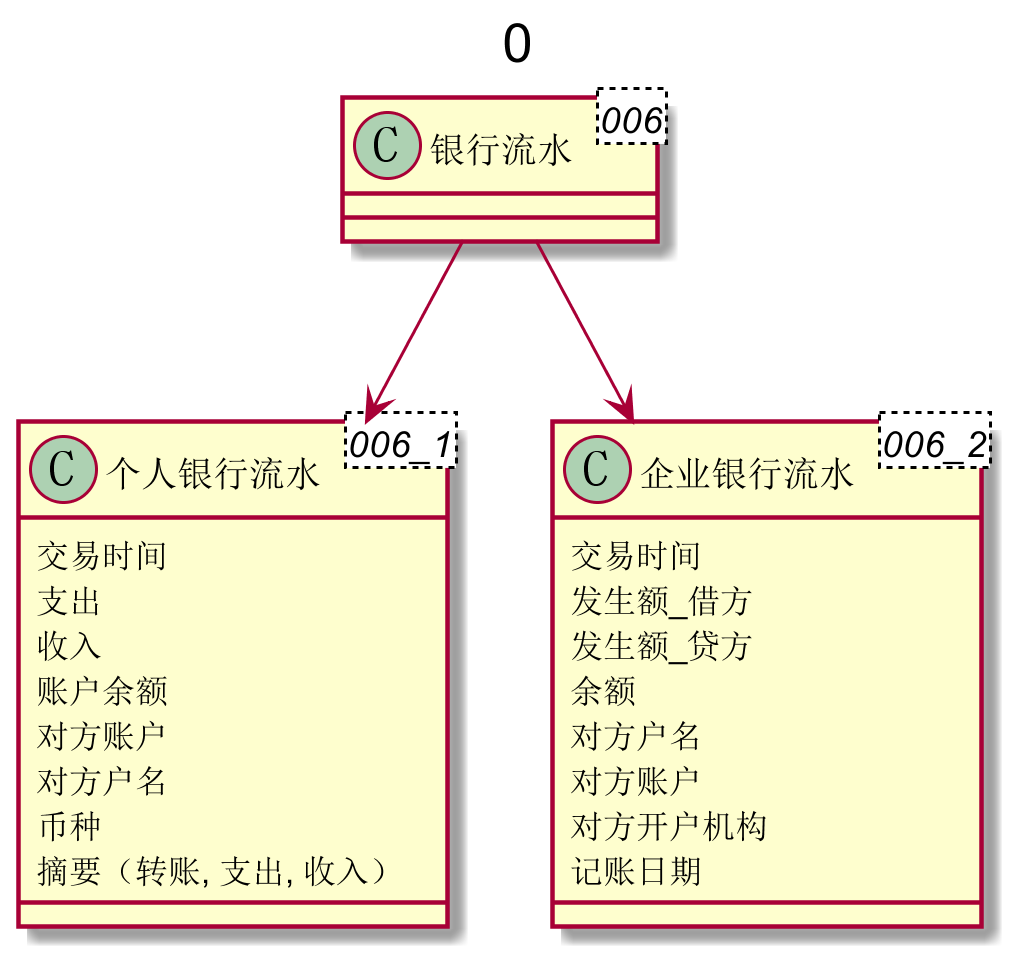 0
006
C 银行流水
006_1
C 个人银行流水
交易时间
支出
收入
账户余额
对方账户
对方户名
币种
摘要（转账, 支出, 收入）
006_2
C 企业银行流水
交易时间
发生额_借方
发生额_贷方
余额
对方户名
对方账户
对方开户机构
记账日期